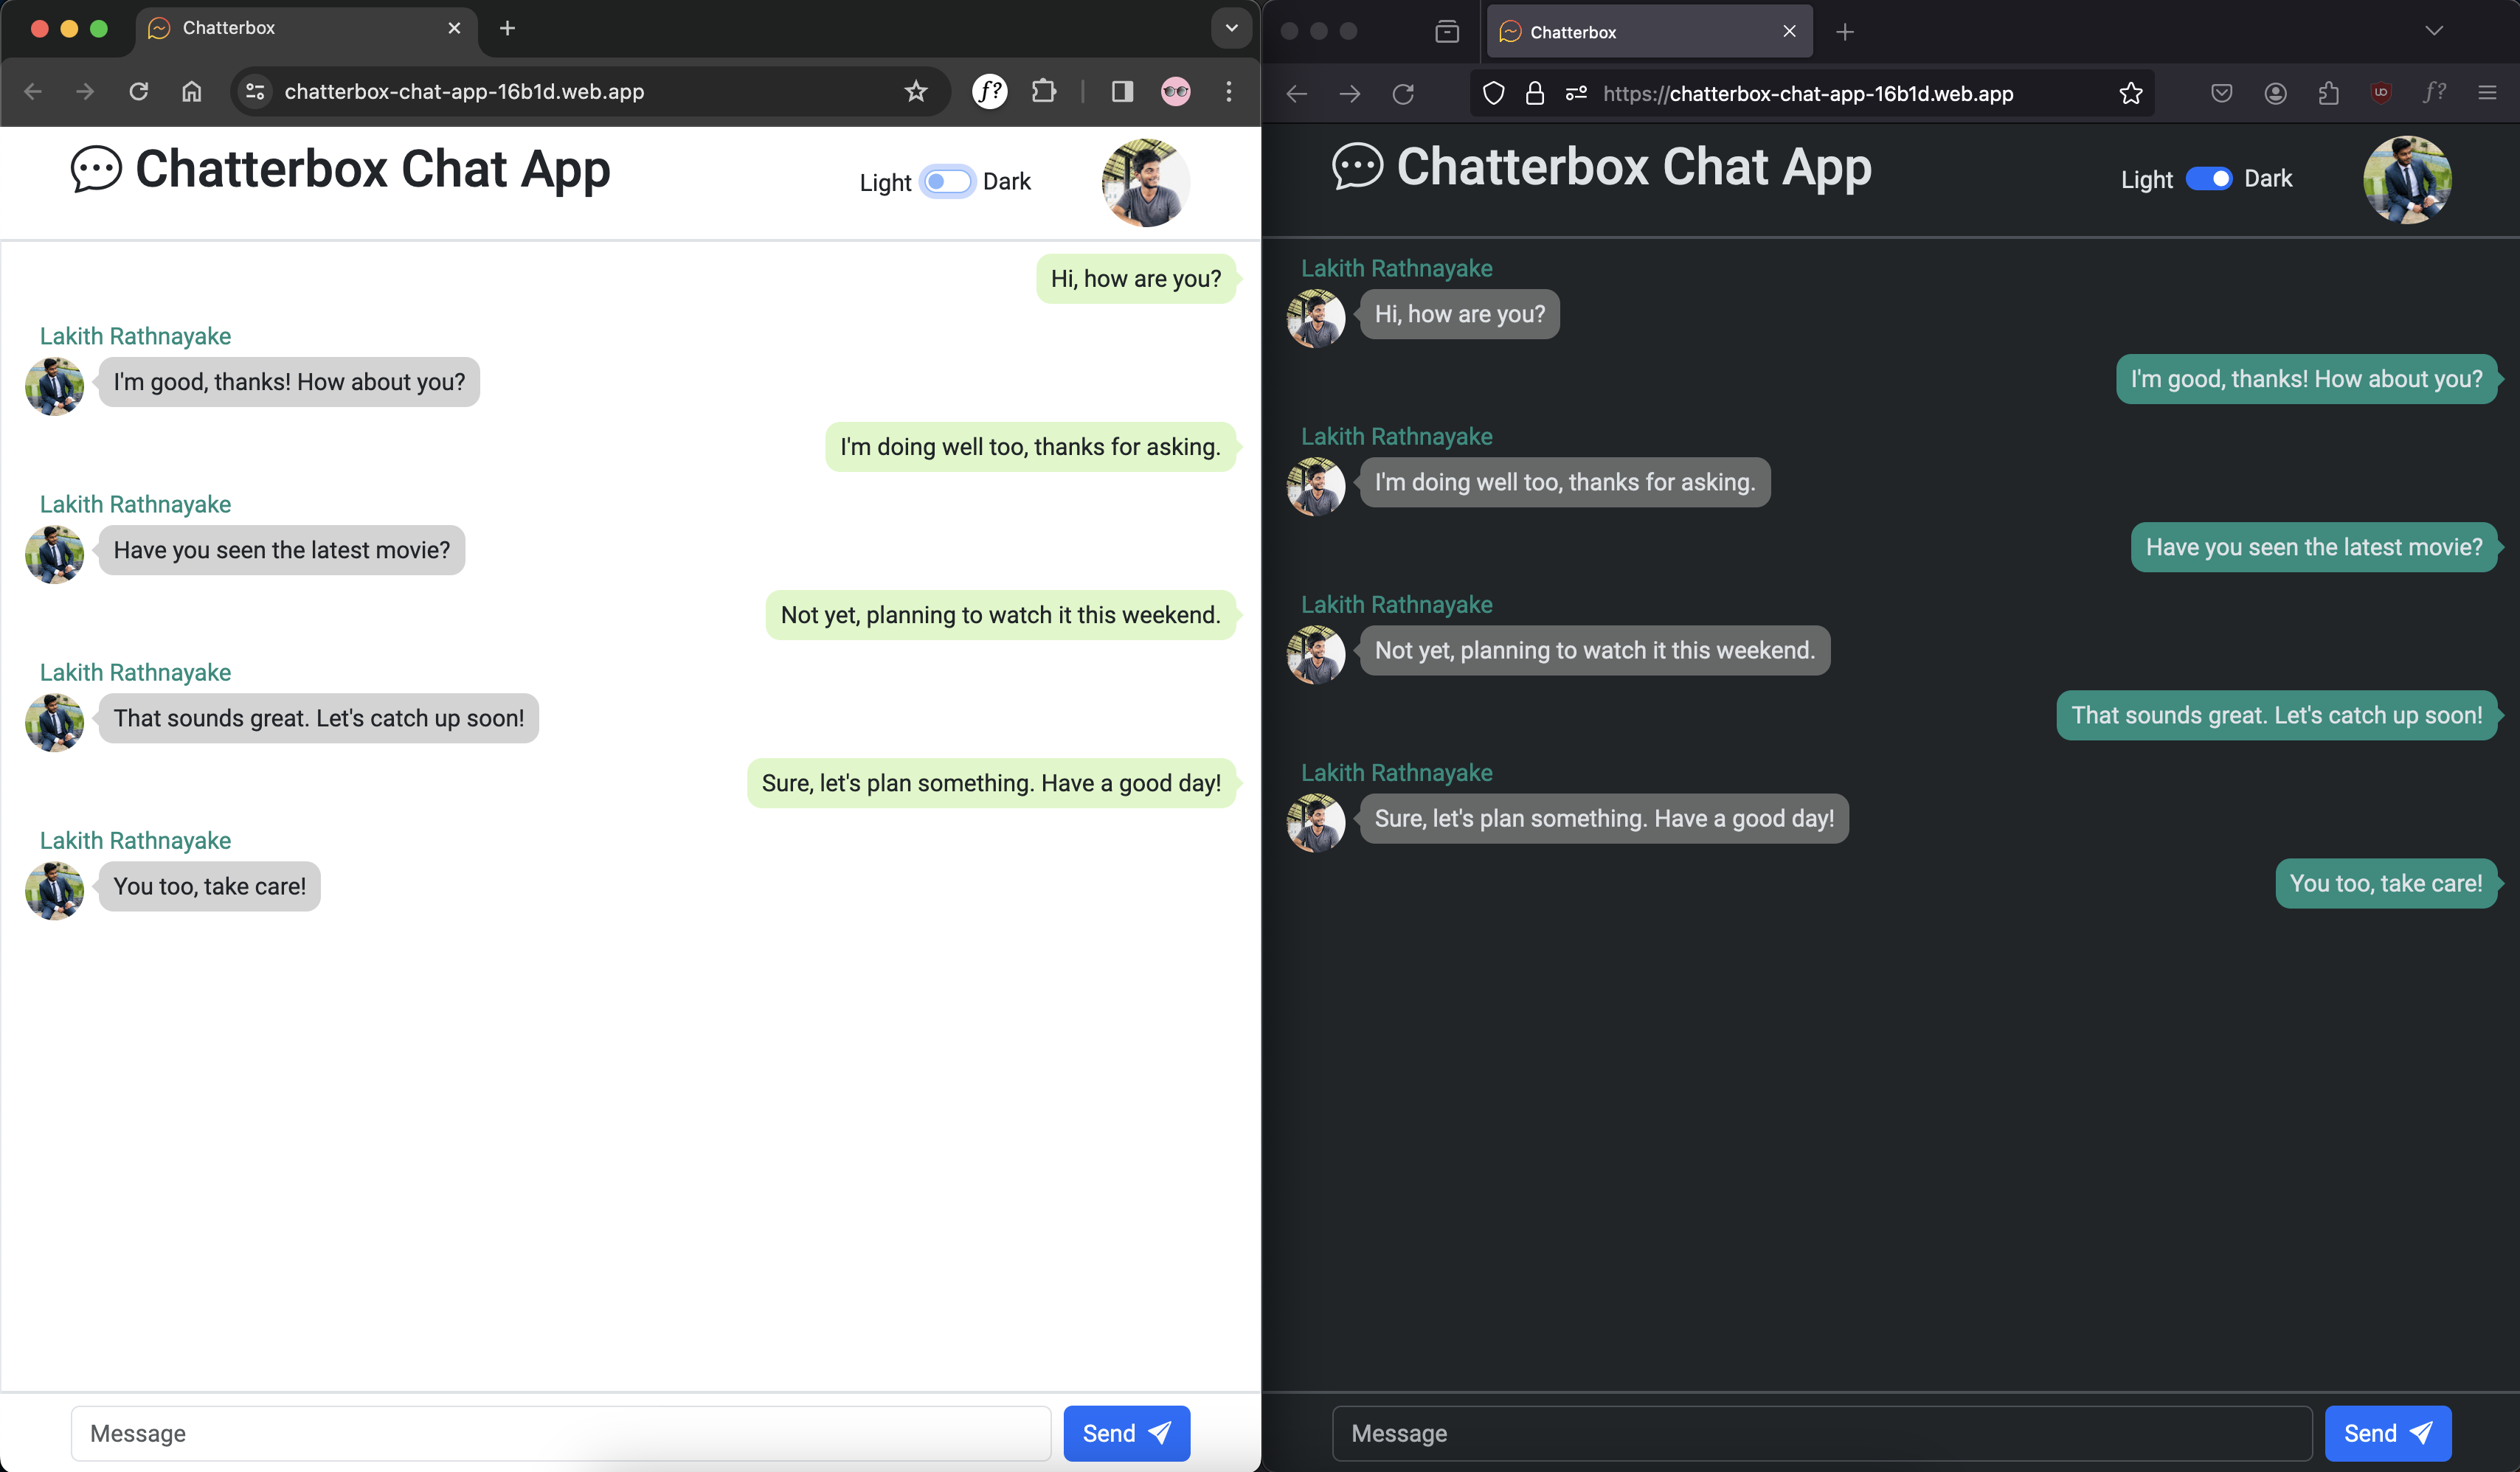 Chatterbox
chatterbox-chat-app-16b1d.web.app
f?
Chatterbox Chat App
Light Dark
Hi, how are you?
Lakith Rathnayake
I'm good, thanks! How about you?
I'm doing well too, thanks for asking.
Lakith Rathnayake
Have you seen the latest movie?
Not yet, planning to watch it this weekend.
Lakith Rathnayake
That sounds great. Let's catch up soon!
Sure, let's plan something. Have a good day!
Lakith Rathnayake
You too, take care!
Message
Send
Chatterbox
https://chatterbox-chat-app-16b1d.web.app
uo
f?
Chatterbox Chat App
Light Dark
Lakith Rathnayake
Hi, how are you?
I'm good, thanks! How about you?
Lakith Rathnayake
I'm doing well too, thanks for asking.
Have you seen the latest movie?
Lakith Rathnayake
Not yet, planning to watch it this weekend.
That sounds great. Let's catch up soon!
Lakith Rathnayake
Sure, let's plan something. Have a good day!
You too, take care!
Message
Send